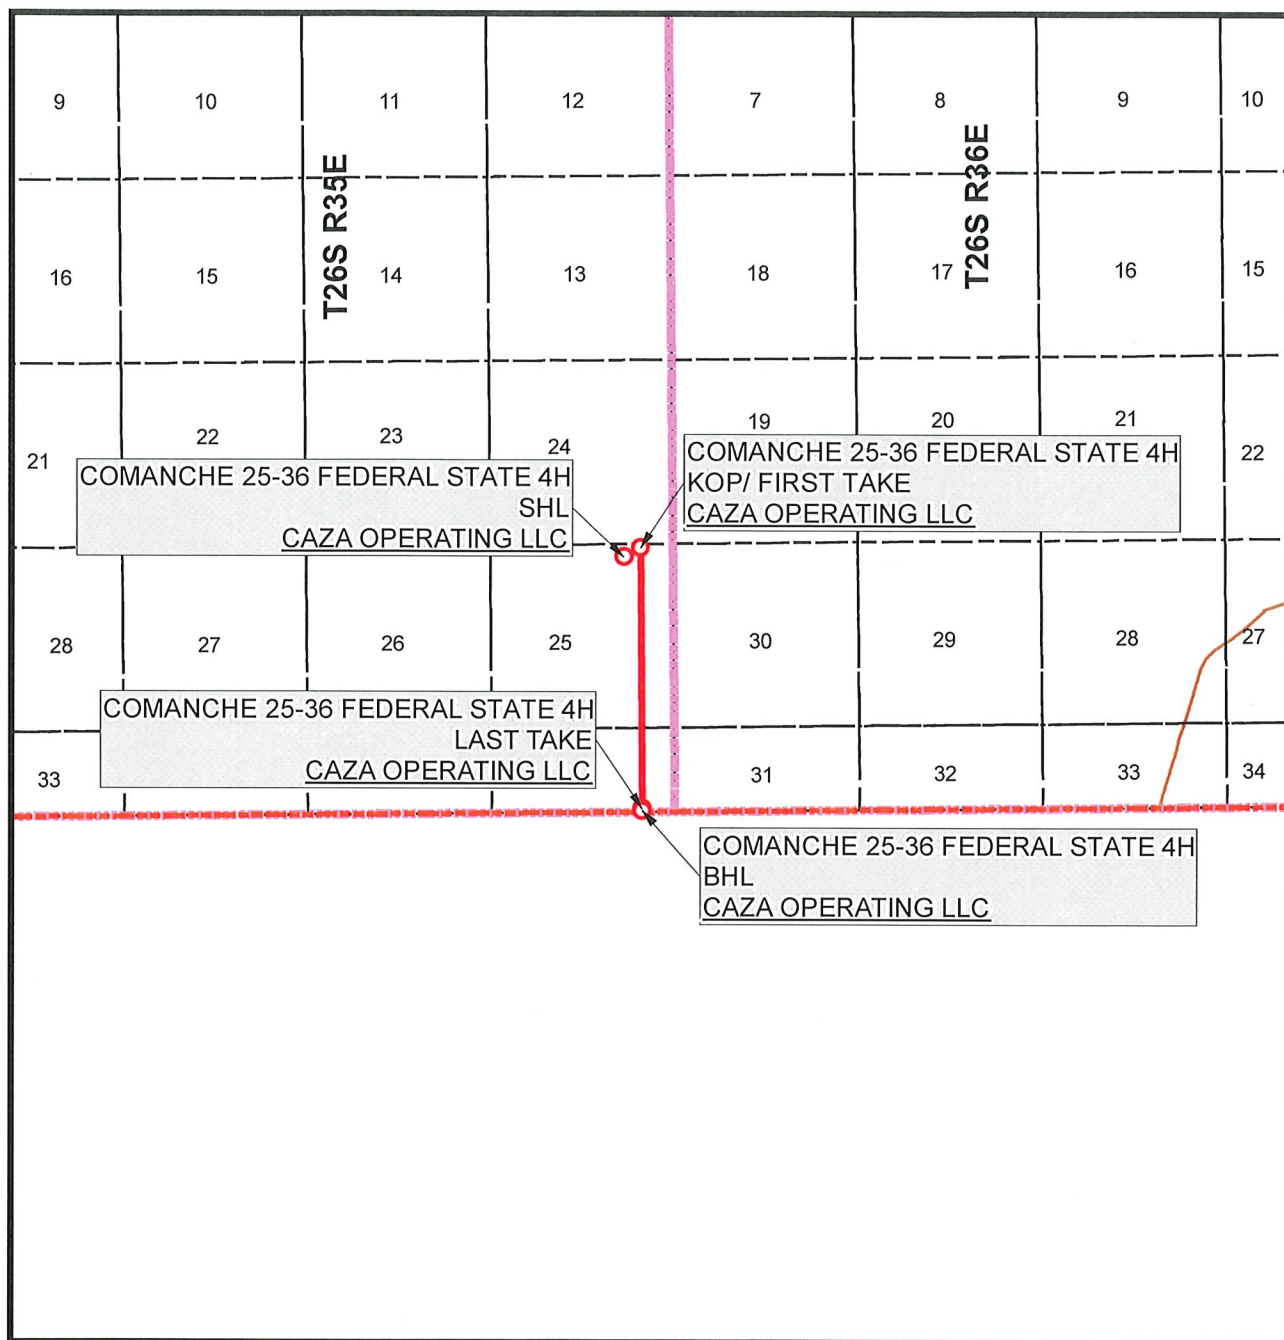 9 10 11 12 7 8 9 10
T26S R35E
T26S R36E
16 15 14 13 18 17 16 15
21 22 23 24 19 20 21 22
COMANCHE 25-36 FEDERAL STATE 4H
SHL
CAZA OPERATING LLC
COMANCHE 25-36 FEDERAL STATE 4H
KOP/ FIRST TAKE
CAZA OPERATING LLC
28 27 26 25 30 29 28 27
COMANCHE 25-36 FEDERAL STATE 4H
LAST TAKE
CAZA OPERATING LLC
33 31 32 33 34
COMANCHE 25-36 FEDERAL STATE 4H
BHL
CAZA OPERATING LLC